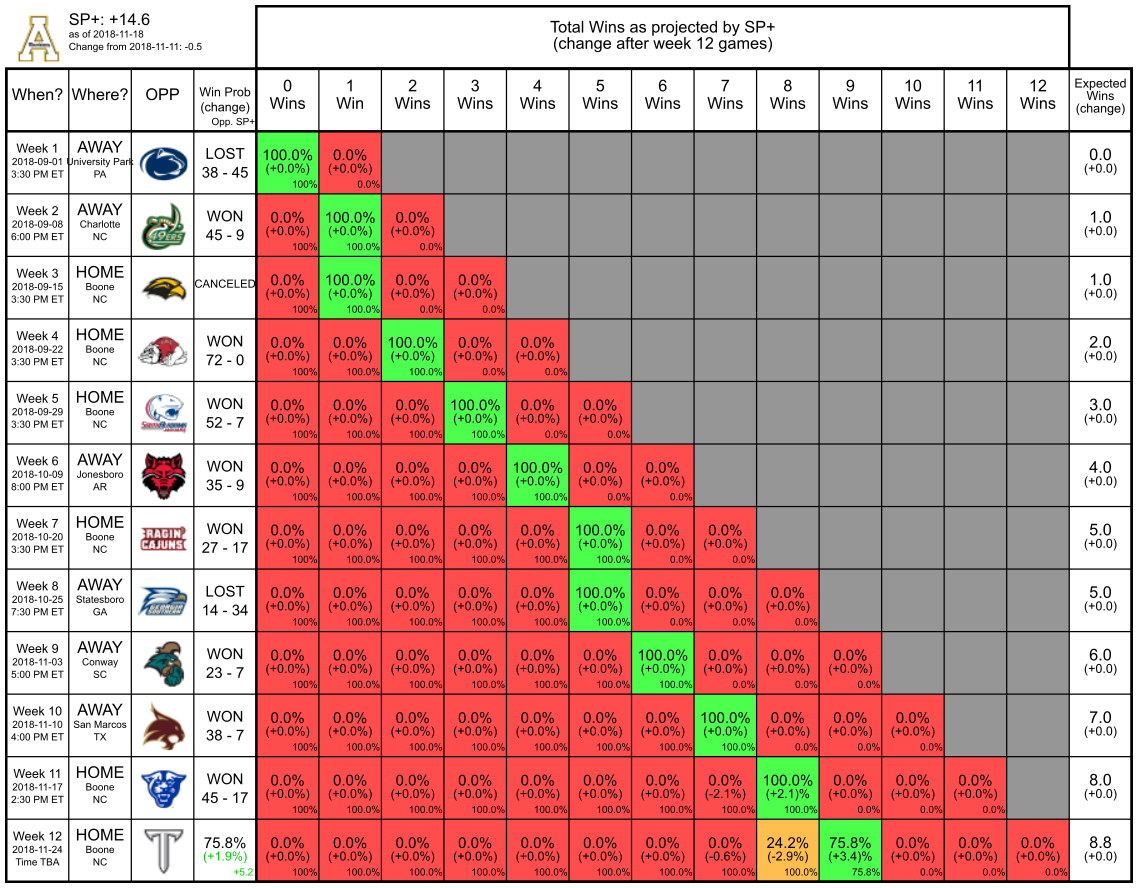 SP+: +14.6
as of 2018-11-18
Change from 2018-11-11: -0.5
Total Wins as projected by SP+
(change after week 12 games)
When? Where? OPP Win Prob (change) Opp. SP+ 0 Wins 1 Win 2 Wins 3 Wins 4 Wins 5 Wins 6 Wins 7 Wins 8 Wins 9 Wins 10 Wins 11 Wins 12 Wins Expected Wins (change)
Week 1 AWAY LOST 100.0% 0.0% 0.0
2018-09-01 University Park 38 - 45 (+0.0%) (+0.0%) (+0.0)
3:30 PM ET PA 100% 0.0%
Week 2 AWAY WON 0.0% 100.0% 0.0% 1.0
2018-09-08 Charlotte 49ERS 45 - 9 (+0.0%) (+0.0%) (+0.0%) (+0.0)
6:00 PM ET NC 100% 100.0% 0.0%
Week 3 HOME CANCELED 0.0% 100.0% 0.0% 0.0% 1.0
2018-09-15 Boone (+0.0%) (+0.0%) (+0.0%) (+0.0%) (+0.0)
3:30 PM ET NC 100% 100.0% 0.0% 0.0%
Week 4 HOME WON 0.0% 0.0% 100.0% 0.0% 0.0% 2.0
2018-09-22 Boone 72 - 0 (+0.0%) (+0.0%) (+0.0%) (+0.0%) (+0.0%) (+0.0)
3:30 PM ET NC 100% 100.0% 100.0% 0.0% 0.0%
Week 5 HOME WON 0.0% 0.0% 0.0% 100.0% 0.0% 0.0% 3.0
2018-09-29 Boone 52 - 7 (+0.0%) (+0.0%) (+0.0%) (+0.0%) (+0.0%) (+0.0%) (+0.0)
3:30 PM ET NC 100% 100.0% 100.0% 100.0% 0.0% 0.0%
Week 6 AWAY WON 0.0% 0.0% 0.0% 0.0% 100.0% 0.0% 0.0% 4.0
2018-10-09 Jonesboro 35 - 9 (+0.0%) (+0.0%) (+0.0%) (+0.0%) (+0.0%) (+0.0%) (+0.0%) (+0.0)
8:00 PM ET AR 100% 100.0% 100.0% 100.0% 100.0% 0.0% 0.0%
Week 7 HOME WON 0.0% 0.0% 0.0% 0.0% 0.0% 100.0% 0.0% 0.0% 5.0
2018-10-20 Boone RAGIN' CAJUNS 27 - 17 (+0.0%) (+0.0%) (+0.0%) (+0.0%) (+0.0%) (+0.0%) (+0.0%) (+0.0%) (+0.0)
3:30 PM ET NC 100% 100.0% 100.0% 100.0% 100.0% 100.0% 0.0% 0.0%
Week 8 AWAY LOST 0.0% 0.0% 0.0% 0.0% 0.0% 100.0% 0.0% 0.0% 0.0% 5.0
2018-10-25 Statesboro GEORGIA SOUTHERN 14 - 34 (+0.0%) (+0.0%) (+0.0%) (+0.0%) (+0.0%) (+0.0%) (+0.0%) (+0.0%) (+0.0%) (+0.0)
7:30 PM ET GA 100% 100.0% 100.0% 100.0% 100.0% 100.0% 0.0% 0.0% 0.0%
Week 9 AWAY WON 0.0% 0.0% 0.0% 0.0% 0.0% 0.0% 100.0% 0.0% 0.0% 0.0% 6.0
2018-11-03 Conway 23 - 7 (+0.0%) (+0.0%) (+0.0%) (+0.0%) (+0.0%) (+0.0%) (+0.0%) (+0.0%) (+0.0%) (+0.0%) (+0.0)
5:00 PM ET SC 100% 100.0% 100.0% 100.0% 100.0% 100.0% 100.0% 0.0% 0.0% 0.0%
Week 10 AWAY WON 0.0% 0.0% 0.0% 0.0% 0.0% 0.0% 0.0% 100.0% 0.0% 0.0% 0.0% 7.0
2018-11-10 San Marcos 38 - 7 (+0.0%) (+0.0%) (+0.0%) (+0.0%) (+0.0%) (+0.0%) (+0.0%) (+0.0%) (+0.0%) (+0.0%) (+0.0%) (+0.0)
4:00 PM ET TX 100% 100.0% 100.0% 100.0% 100.0% 100.0% 100.0% 100.0% 0.0% 0.0% 0.0%
Week 11 HOME WON 0.0% 0.0% 0.0% 0.0% 0.0% 0.0% 0.0% 0.0% 100.0% 0.0% 0.0% 0.0% 8.0
2018-11-17 Boone 45 - 17 (+0.0%) (+0.0%) (+0.0%) (+0.0%) (+0.0%) (+0.0%) (+0.0%) (-2.1%) (+2.1)% (+0.0%) (+0.0%) (+0.0%) (+0.0)
2:30 PM ET NC 100% 100.0% 100.0% 100.0% 100.0% 100.0% 100.0% 100.0% 100.0% 0.0% 0.0% 0.0%
Week 12 HOME 75.8% 0.0% 0.0% 0.0% 0.0% 0.0% 0.0% 0.0% 0.0% 24.2% 75.8% 0.0% 0.0% 0.0% 8.8
2018-11-24 Boone (+1.9%) (+0.0%) (+0.0%) (+0.0%) (+0.0%) (+0.0%) (+0.0%) (+0.0%) (-0.6%) (-2.9%) (+3.4)% (+0.0%) (+0.0%) (+0.0%) (+0.0)
Time TBA NC +5.2 100% 100.0% 100.0% 100.0% 100.0% 100.0% 100.0% 100.0% 100.0% 75.8% 0.0% 0.0% 0.0%